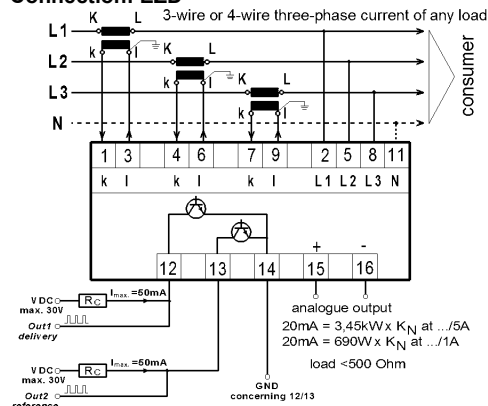 Connection: LED
3-wire or 4-wire three-phase current of any load
K L
L1
k l
K L
L2
k l
K L
L3
k l
N
consumer
1 3 4 6 7 9 2 5 8 11
k l k l k l L1 L2 L3 N
+ -
12 13 14 15 16
V DC
max. 30V
RC
Imax. =50mA
Out1
delivery
V DC
max. 30V
RC
Imax. =50mA
Out2
reference
GND
concerning 12/13
analogue output
20mA = 3,45kW x KN at .../5A
20mA = 690W x KN at .../1A
load <500 Ohm